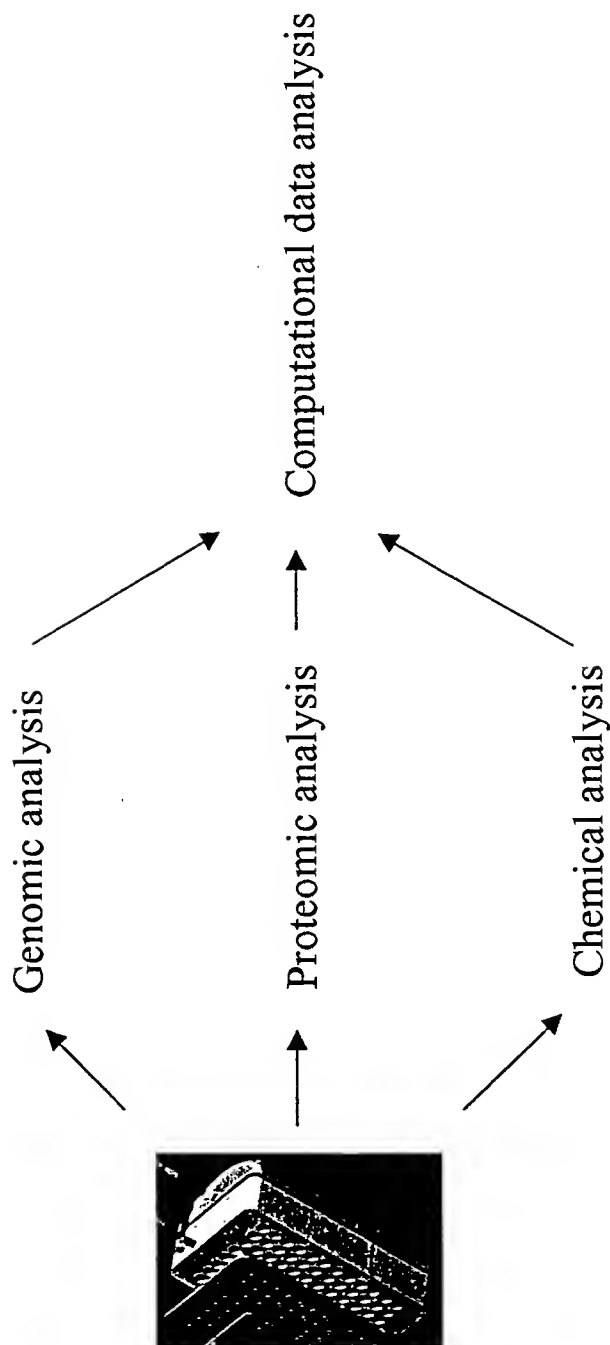 Genomic analysis
Proteomic analysis
Chemical analysis
Computational data analysis